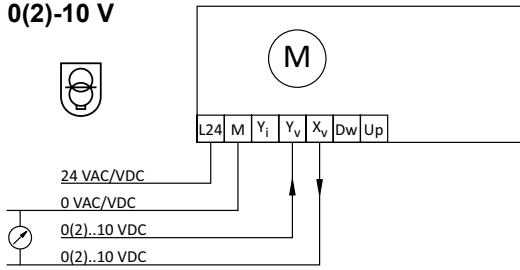 0(2)-10 V
M
L24 M Yi Yv Xv Dw Up
24 VAC/VDC
0 VAC/VDC
0(2)..10 VDC
0(2)..10 VDC